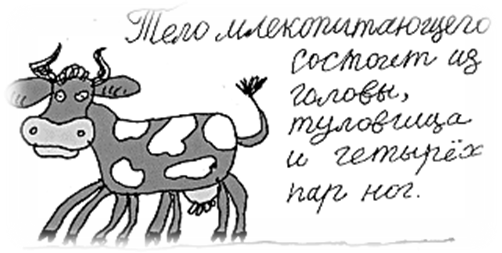 Тело млекопитающего
состоит из
головы,
туловища
и четырёх
пар ног.